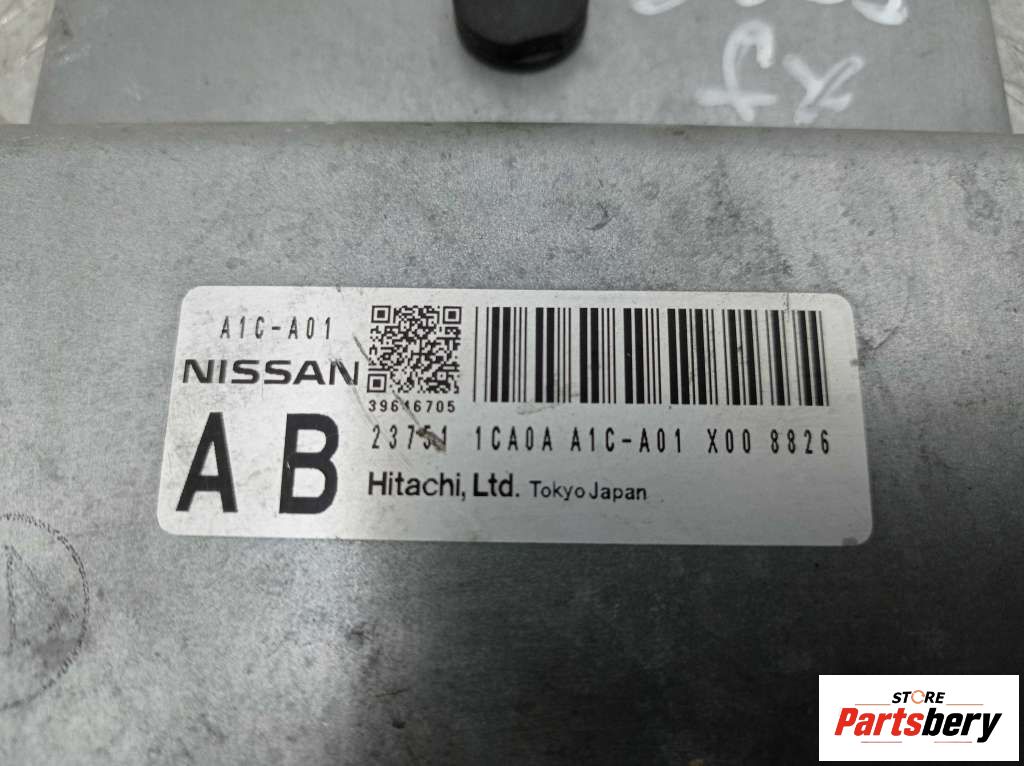 A1C-A01
NISSAN
39616705
A B
23751 1CA0A A1C-A01 X00 8826
Hitachi, Ltd. Tokyo Japan
STORE
Partsbery